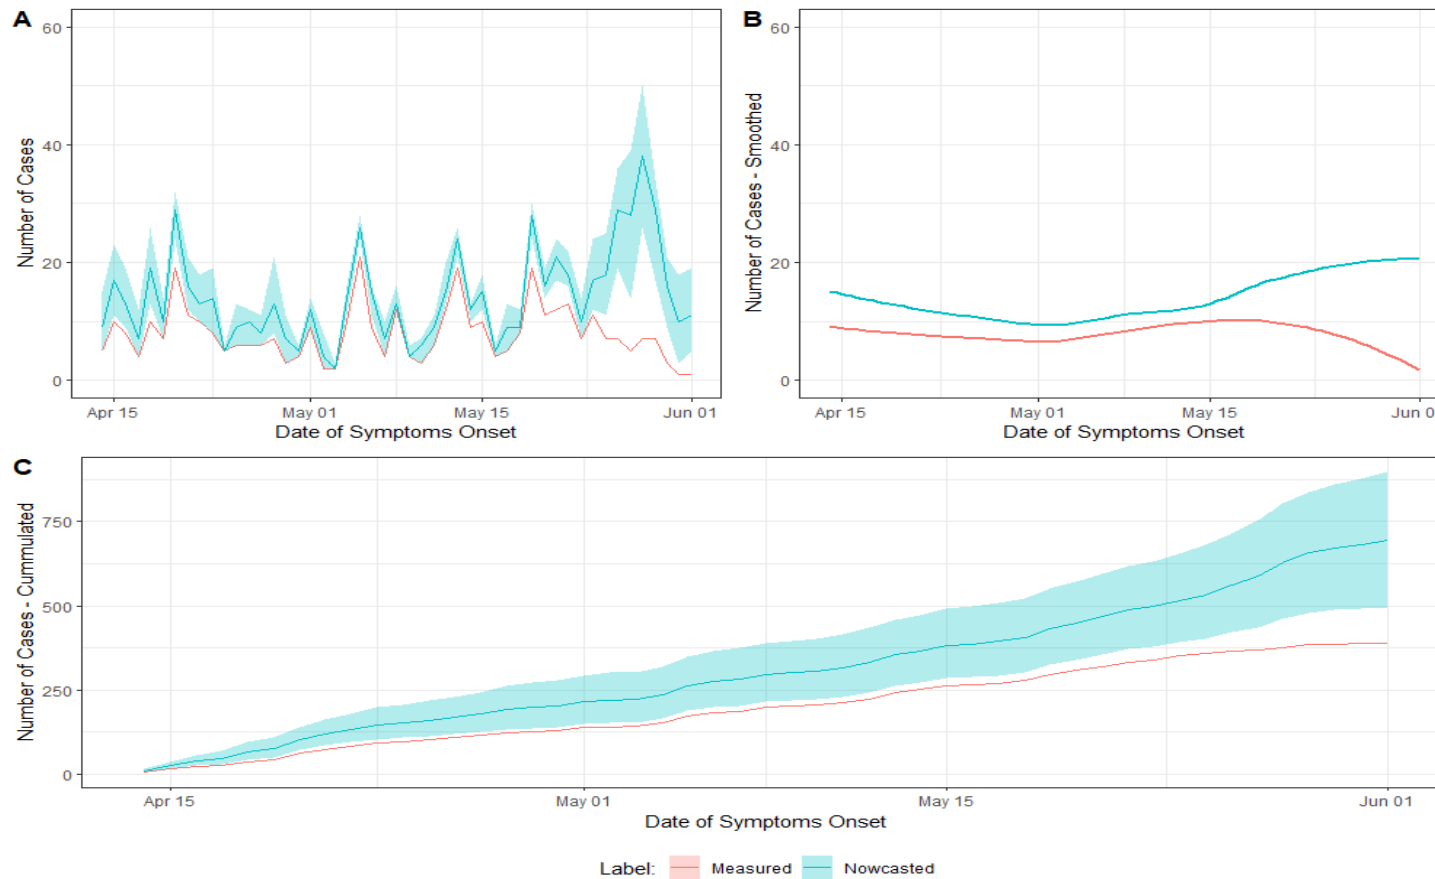 A
Number of Cases
60
40
20
0
Apr 15
May 01
May 15
Jun 01
Date of Symptoms Onset
B
Number of Cases - Smoothed
60
40
20
0
Apr 15
May 01
May 15
Jun 0
Date of Symptoms Onset
C
Number of Cases - Cummulated
750
500
250
0
Apr 15
May 01
May 15
Jun 01
Date of Symptoms Onset
Label: Measured Nowcasted